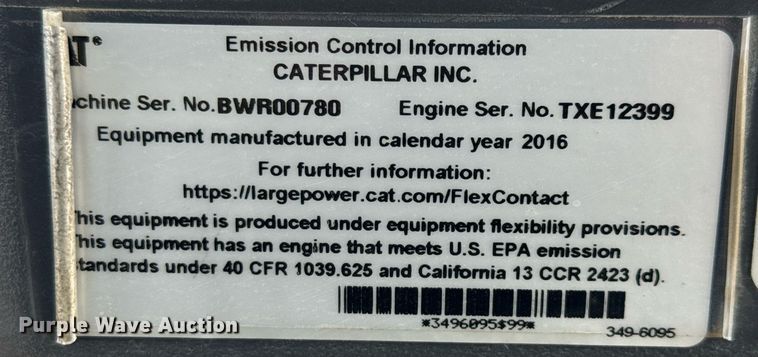 AT®
Emission Control Information
CATERPILLAR INC.
chine Ser. No. BWR00780 Engine Ser. No. TXE12399
Equipment manufactured in calendar year 2016
For further information:
https://largepower.cat.com/FlexContact
his equipment is produced under equipment flexibility provisions.
his equipment has an engine that meets U.S. EPA emission
tandards under 40 CFR 1039.625 and California 13 CCR 2423 (d).
*3496095$99*
349-6095
Purple Wave Auction